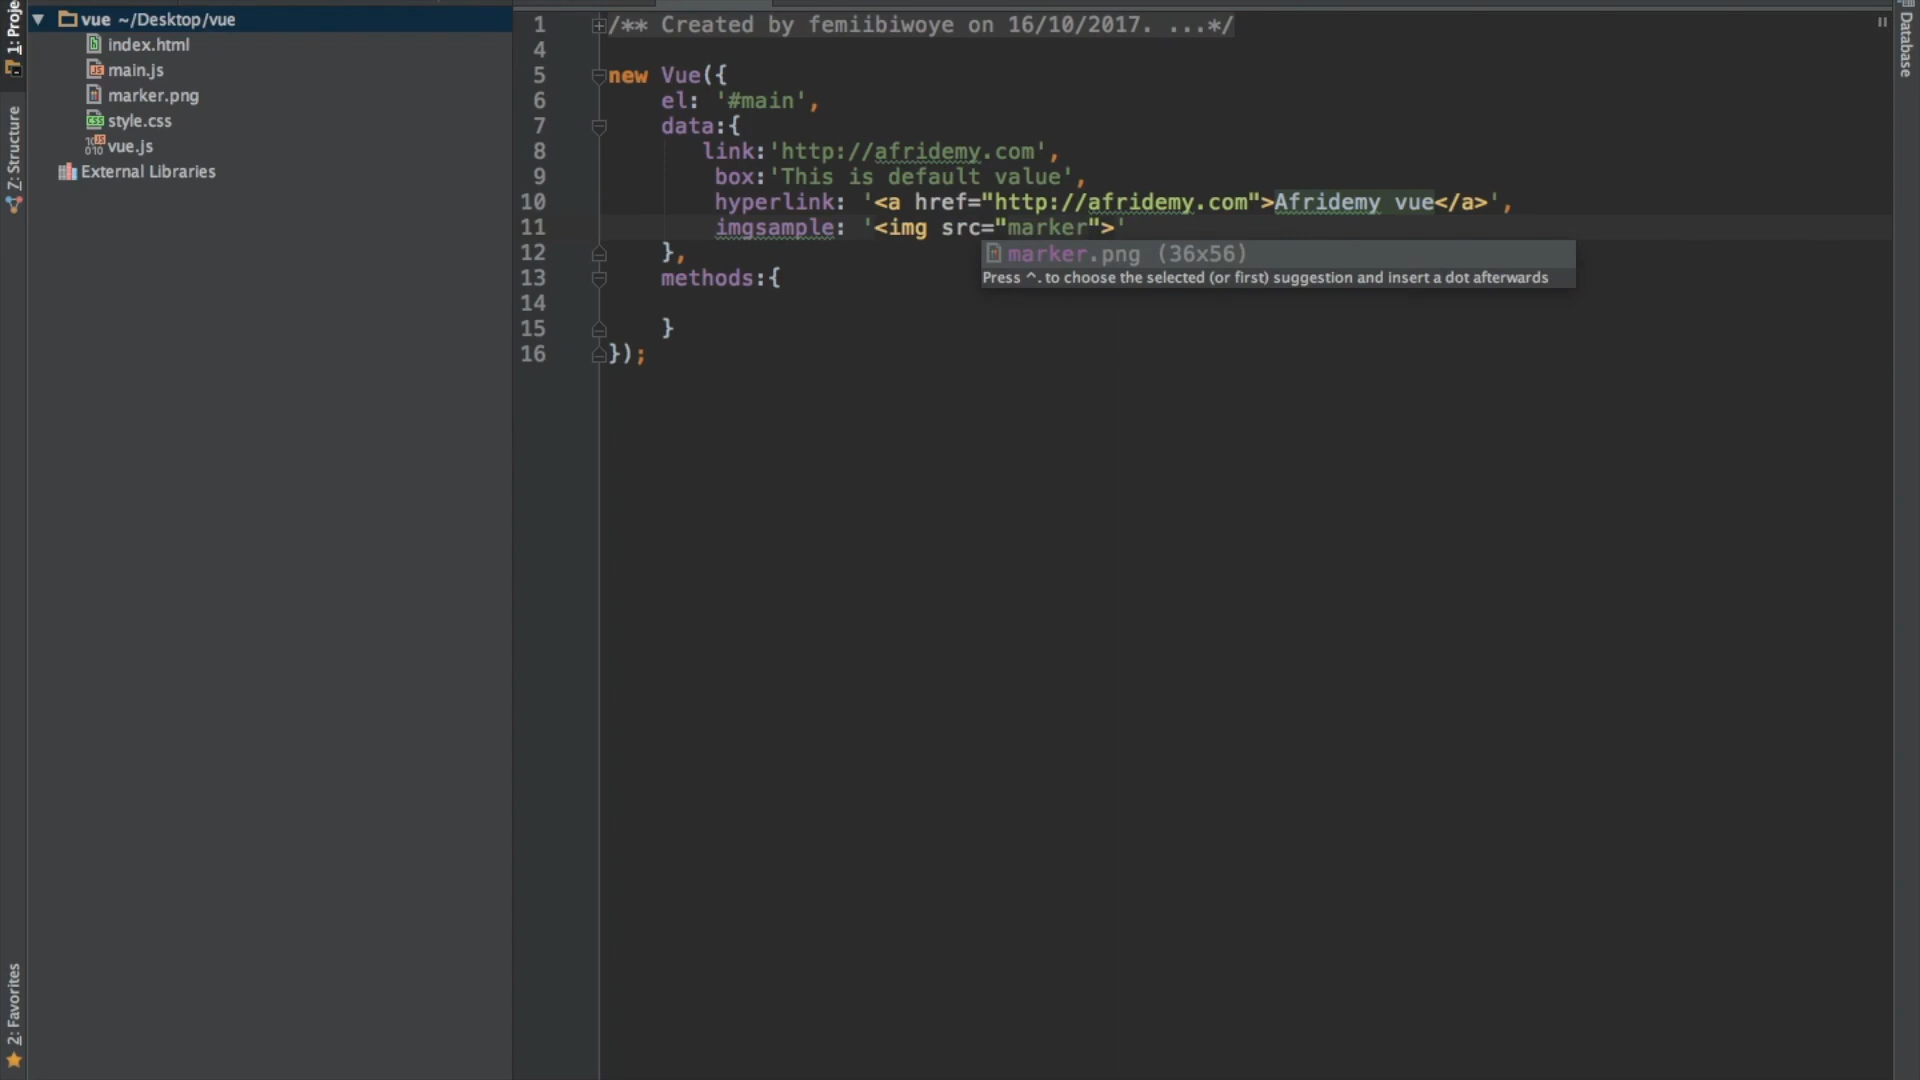 1: Proje
Z: Structure
2: Favorites
vue ~/Desktop/vue
index.html
main.js
marker.png
style.css
vue.js
External Libraries
1 /** Created by femiibiwoye on 16/10/2017. ...*/
4
5 new Vue({
6 el: '#main',
7 data:{
8 link:'http://afridemy.com',
9 box:'This is default value',
10 hyperlink: '<a href="http://afridemy.com">Afridemy vue</a>',
11 imgsample: '<img src="marker">'
marker.png (36x56)
Press ^. to choose the selected (or first) suggestion and insert a dot afterwards
12 },
13 methods:{
14
15 }
16 });
Database